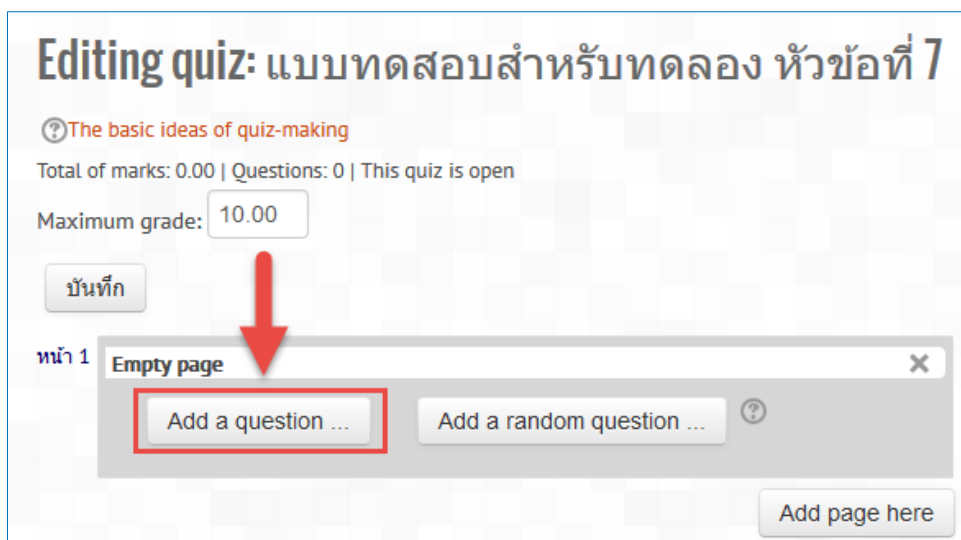 Editing quiz: แบบทดสอบสำหรับทดลอง หัวข้อที่ 7
The basic ideas of quiz-making
Total of marks: 0.00 | Questions: 0 | This quiz is open
Maximum grade: 10.00
บันทึก
หน้า 1 Empty page
Add a question ... Add a random question ...
Add page here